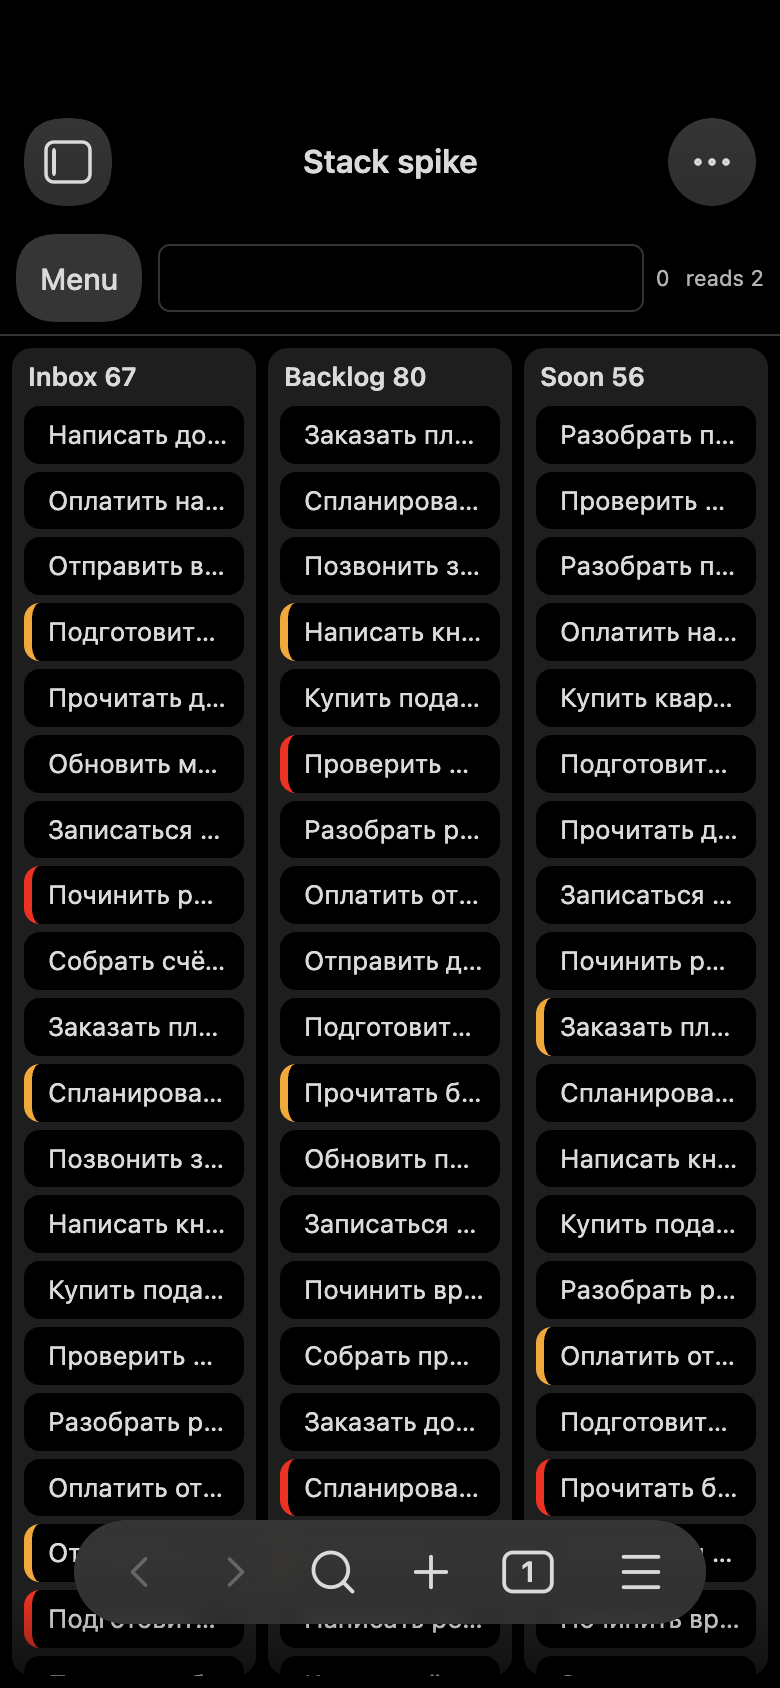 Stack spike
Menu
0 reads 2
Inbox 67
Написать до...
Оплатить на...
Отправить в...
Подготовит...
Прочитать д...
Обновить м...
Записаться ...
Починить р...
Собрать счё...
Заказать пл...
Спланирова...
Позвонить з...
Написать кн...
Купить пода...
Проверить ...
Разобрать р...
Оплатить от...
Backlog 80
Заказать пл...
Спланирова...
Позвонить з...
Написать кн...
Купить пода...
Проверить ...
Разобрать р...
Оплатить от...
Отправить д...
Подготовит...
Прочитать б...
Обновить п...
Записаться ...
Починить вр...
Собрать пр...
Заказать до...
Спланирова...
Soon 56
Разобрать п...
Проверить ...
Разобрать п...
Оплатить на...
Купить квар...
Подготовит...
Прочитать д...
Записаться ...
Починить р...
Заказать пл...
Спланирова...
Написать кн...
Купить пода...
Разобрать р...
Оплатить от...
Подготовит...
Прочитать б...
1